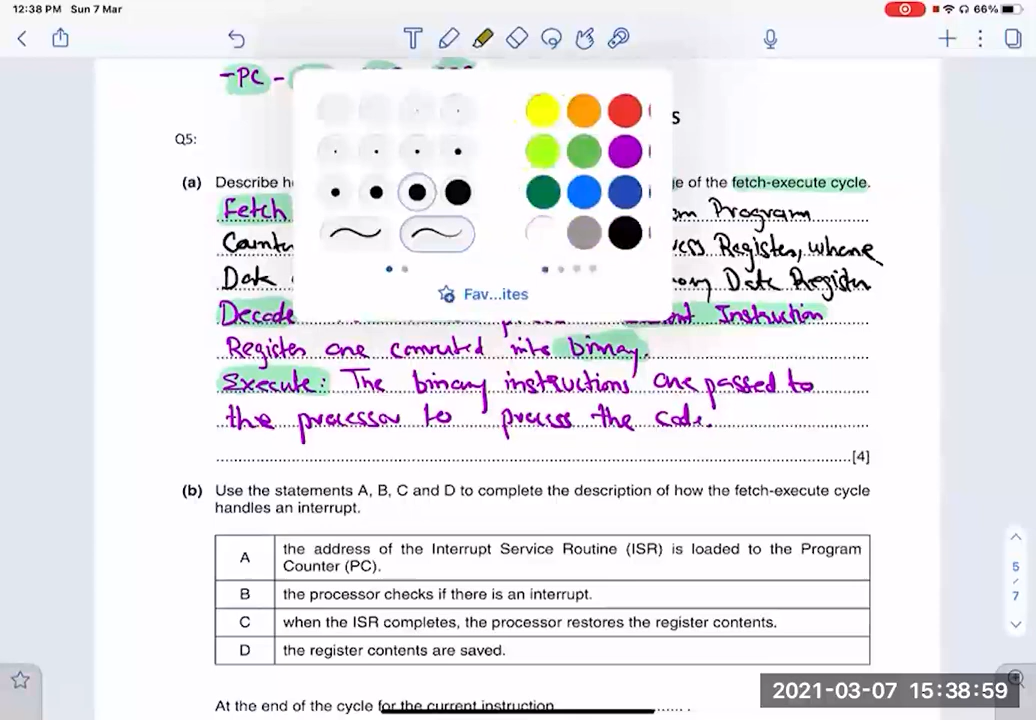 12:38 PM Sun 7 Mar
66%
-PC -
S
Q5:
(a) Describe h
e of the fetch-execute cycle.
Fetch
m Program
Counte
ess Register, where
Data
ory Date Register
Decode
Instruction
Register are converted into binary.
Execute: The binary instructions are passed to
the processor to process the code.
[4]
Fav...ites
(b) Use the statements A, B, C and D to complete the description of how the fetch-execute cycle
handles an interrupt.
A the address of the Interrupt Service Routine (ISR) is loaded to the Program
Counter (PC).
B the processor checks if there is an interrupt.
C when the ISR completes, the processor restores the register contents.
D the register contents are saved.
At the end of the cycle for the current instruction
5
/
7
2021-03-07 15:38:59